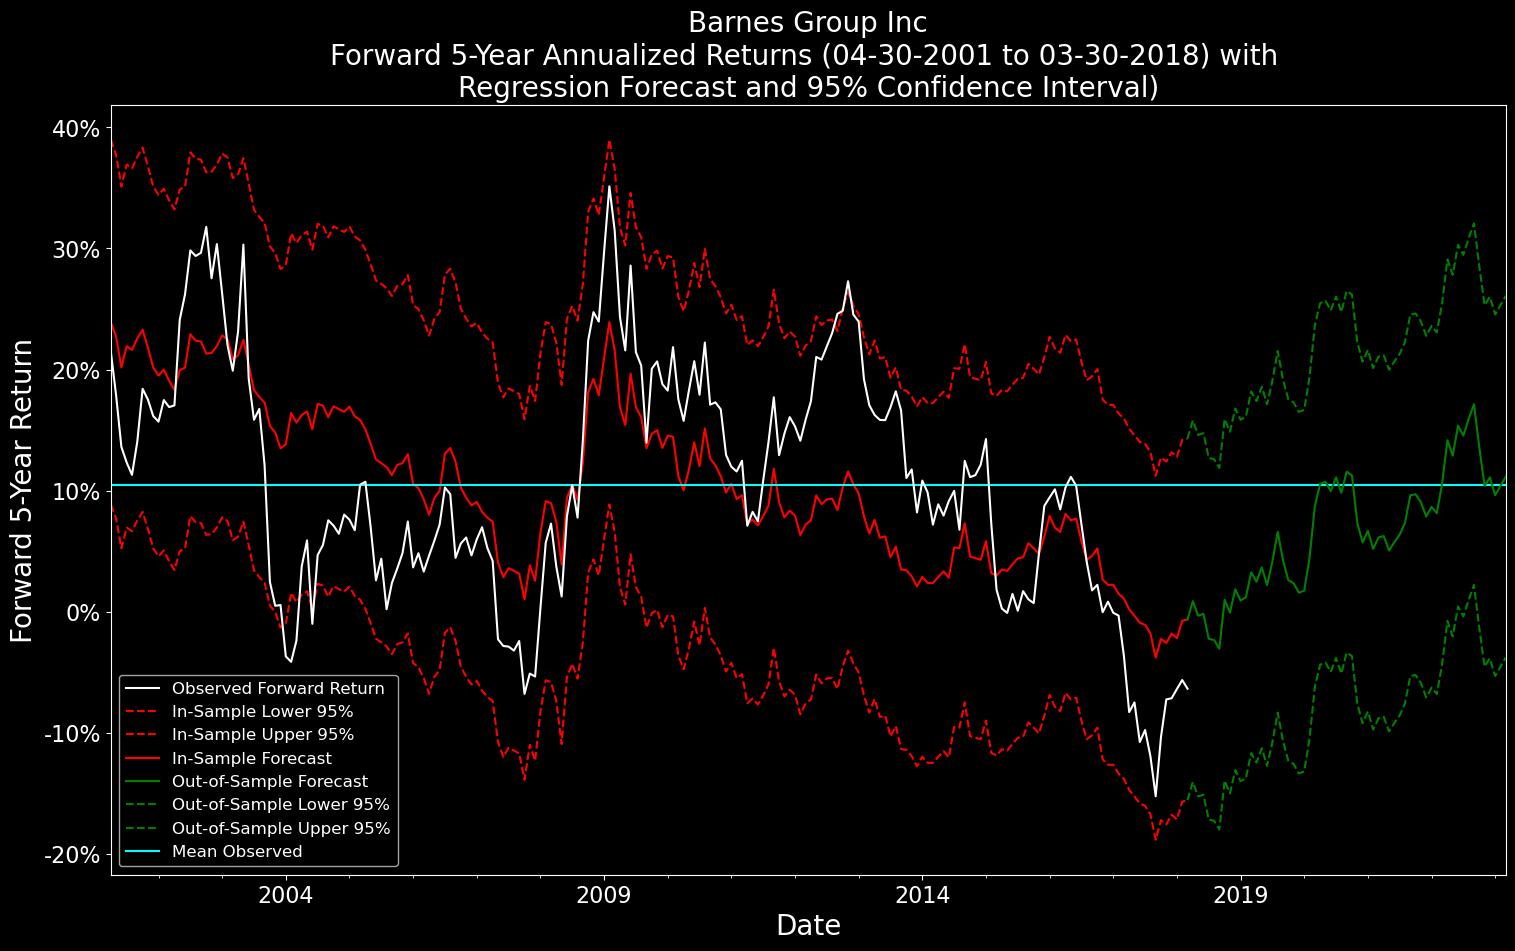 Barnes Group Inc
Forward 5-Year Annualized Returns (04-30-2001 to 03-30-2018) with
Regression Forecast and 95% Confidence Interval)
Forward 5-Year Return
40%
30%
20%
10%
0%
-10%
-20%
Observed Forward Return
In-Sample Lower 95%
In-Sample Upper 95%
In-Sample Forecast
Out-of-Sample Forecast
Out-of-Sample Lower 95%
Out-of-Sample Upper 95%
Mean Observed
2004 2009 2014 2019
Date